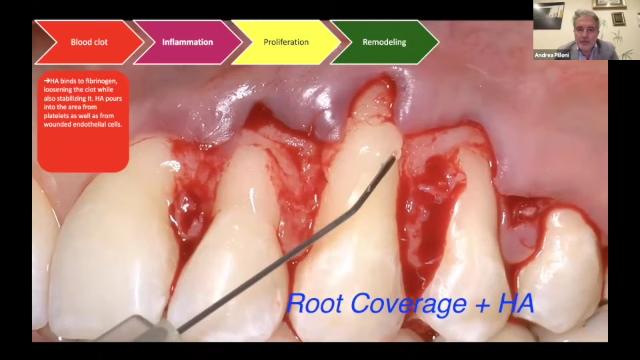 Blood clot
Inflammation
Proliferation
Remodeling
➔HA binds to fibrinogen,
loosening the clot while
also stabilizing it. HA pours
into the area from
platelets as well as from
wounded endothelial cells.
Andrea Pilloni
Root Coverage + HA